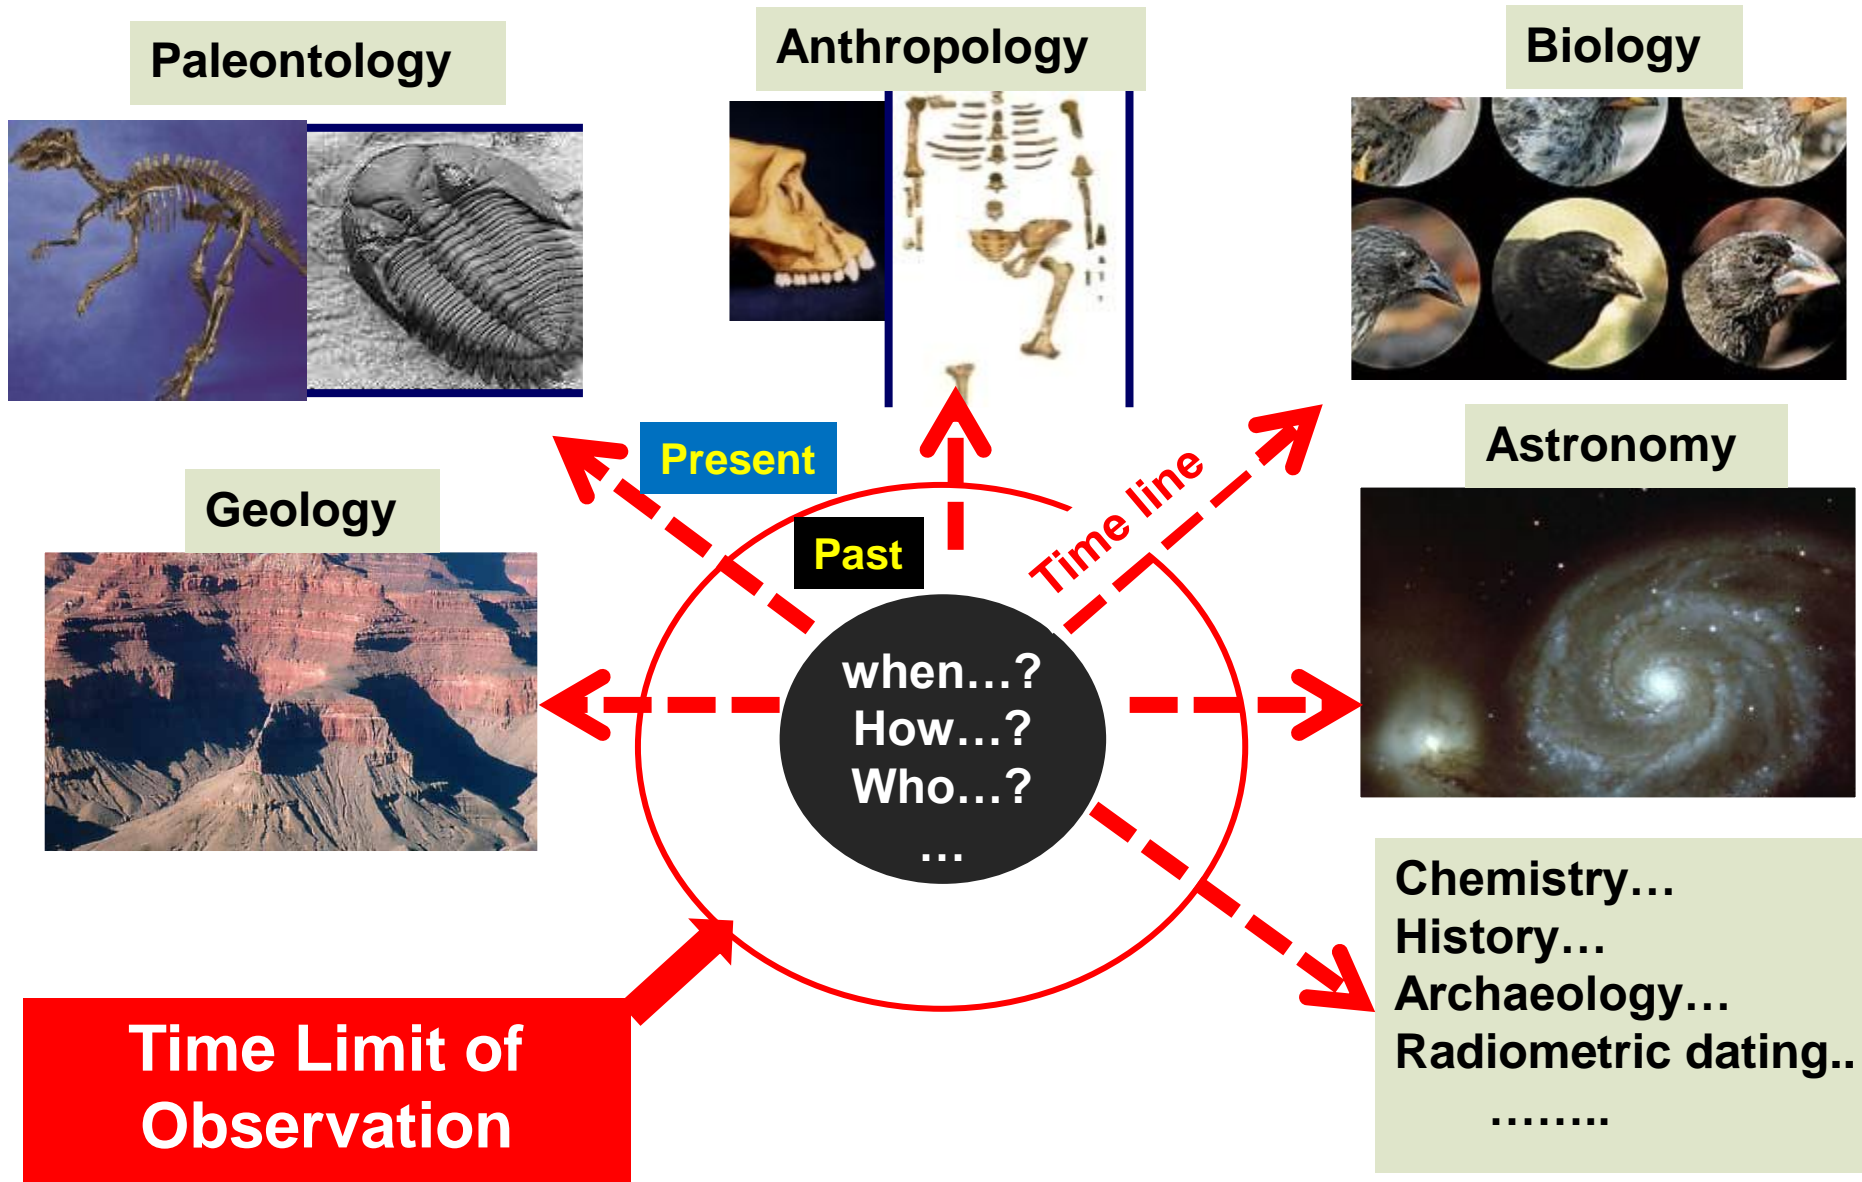 Paleontology
Anthropology
Biology
Geology
Present
Past
Time line
Astronomy
when…?
How…?
Who…?
…
Time Limit of
Observation
Chemistry…
History…
Archaeology…
Radiometric dating..
……..